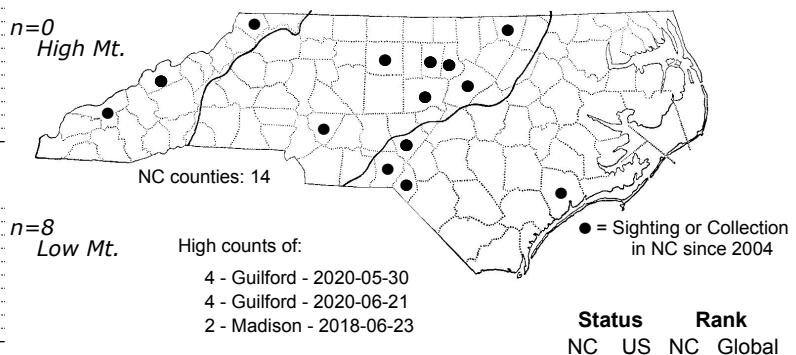 n=0
High Mt.
NC counties: 14
n=8
Low Mt.
High counts of:
4 - Guilford - 2020-05-30
4 - Guilford - 2020-06-21
2 - Madison - 2018-06-23
● = Sighting or Collection
in NC since 2004
Status Rank
NC US NC Global